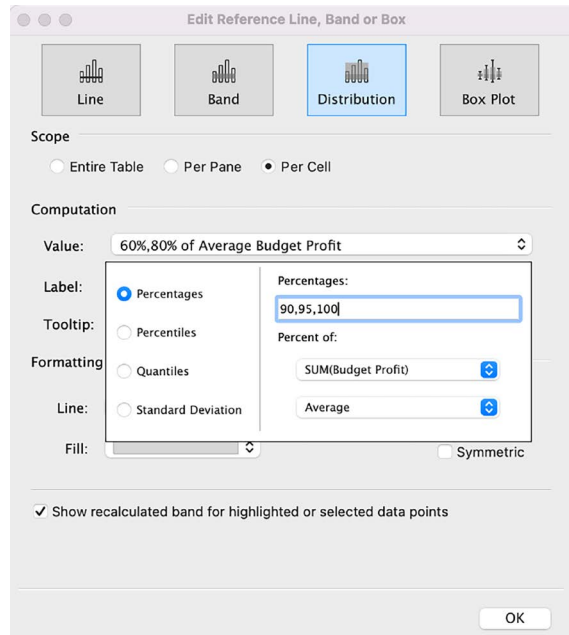 Edit Reference Line, Band or Box
Line Band Distribution Box Plot
Scope
Entire Table Per Pane Per Cell
Computation
Value: 60%,80% of Average Budget Profit
Label:
Tooltip:
Percentages
Percentiles
Quantiles
Standard Deviation
Percentages:
90,95,100
Percent of:
SUM(Budget Profit)
Average
Formatting
Line:
Fill:
Symmetric
Show recalculated band for highlighted or selected data points
OK